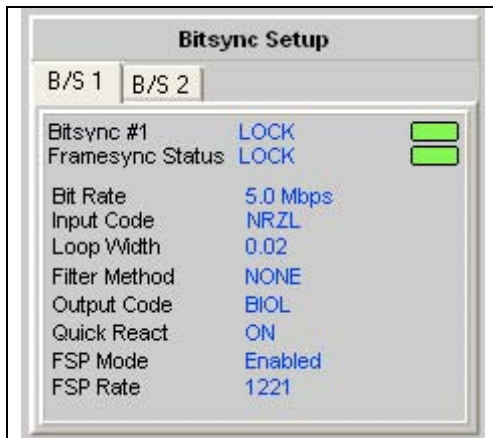 Bitsync Setup
B/S 1 B/S 2
Bitsync #1 LOCK
Framesync Status LOCK
Bit Rate 5.0 Mbps
Input Code NRZL
Loop Width 0.02
Filter Method NONE
Output Code BIOL
Quick React ON
FSP Mode Enabled
FSP Rate 1221